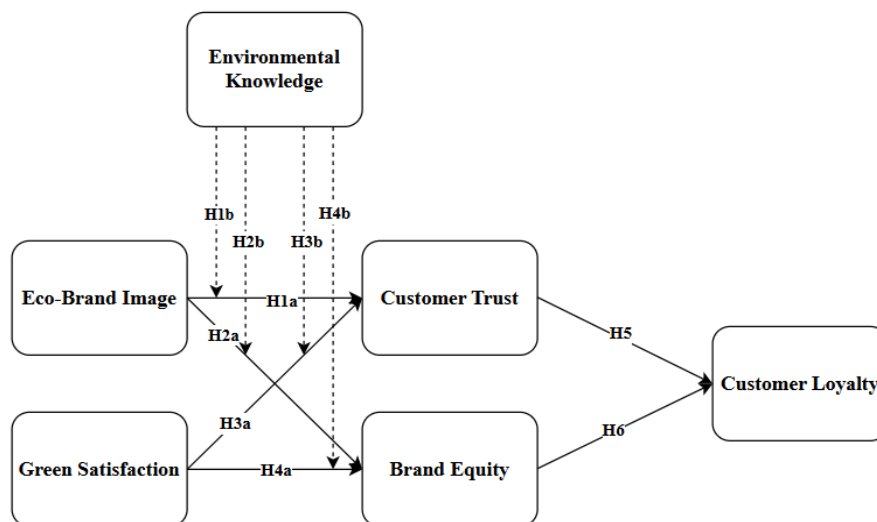 Environmental
Knowledge
H1b
H2b
H3b
H4b
Eco-Brand Image
H1a
Customer Trust
H2a
H5
Customer Loyalty
H3a
H6
Green Satisfaction
H4a
Brand Equity